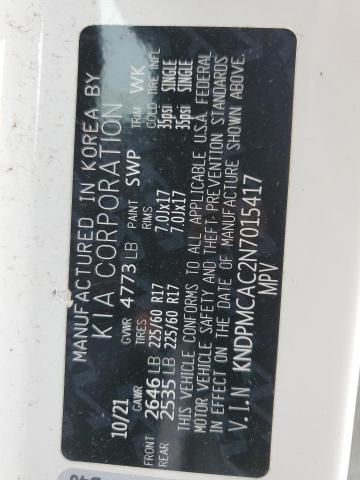 MANUFACTURED IN KOREA BY
KIA CORPORATION
10/21 GVWR 4773 LB PAINT SWP TRIM WK
GAWR TIRES RIMS COLD TIRE INFL
FRONT 2646 LB 225/60 R17 7.0Jx17 35psi SINGLE
REAR 2535 LB 225/60 R17 7.0Jx17 35psi SINGLE
THIS VEHICLE CONFORMS TO ALL APPLICABLE U.S.A. FEDERAL
MOTOR VEHICLE SAFETY AND THEFT PREVENTION STANDARDS
IN EFFECT ON THE DATE OF MANUFACTURE SHOWN ABOVE.
V.I.N KNDPMCAC2N7015417
MPV